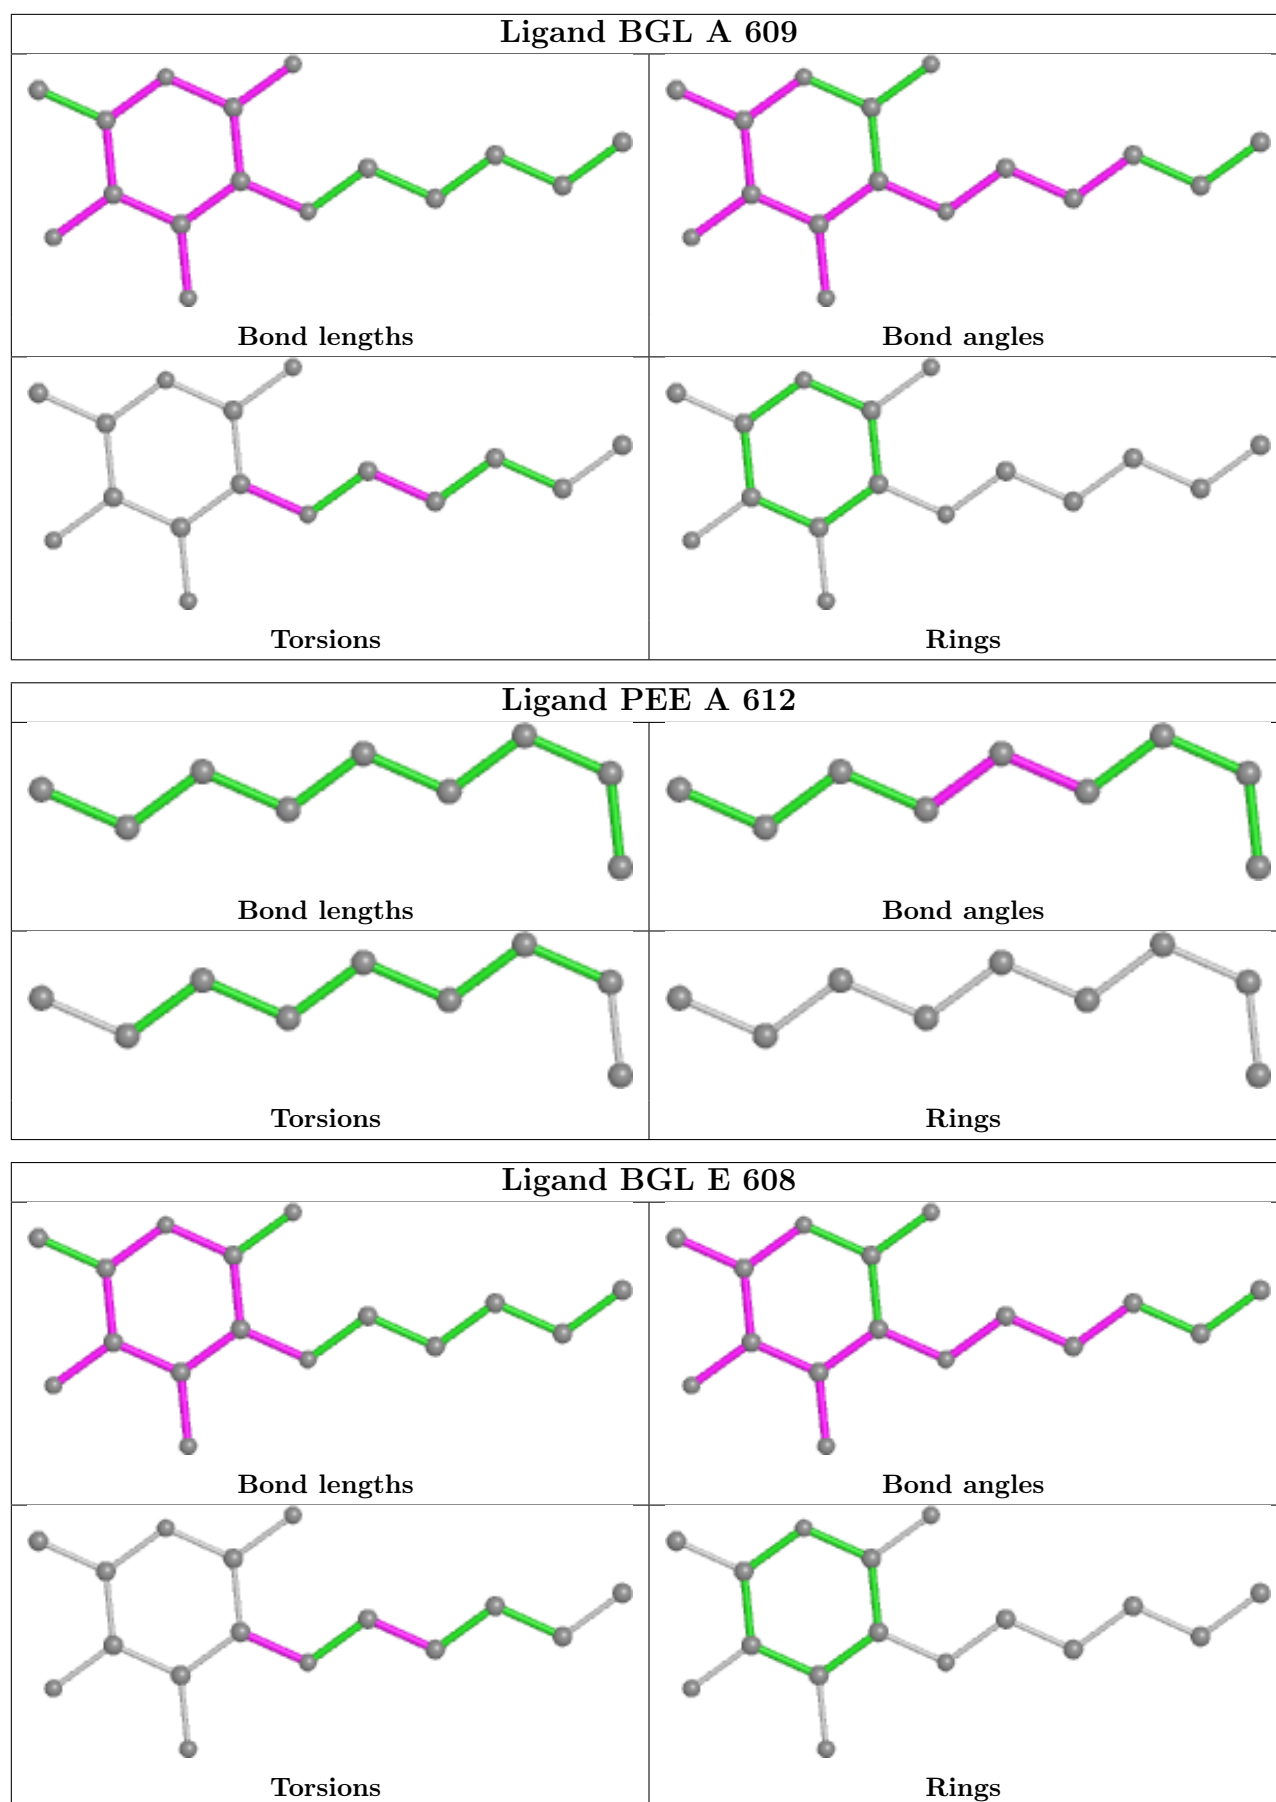 Ligand BGL A 609
Bond lengths
Bond angles
Torsions
Rings
Ligand PEE A 612
Bond lengths
Bond angles
Torsions
Rings
Ligand BGL E 608
Bond lengths
Bond angles
Torsions
Rings